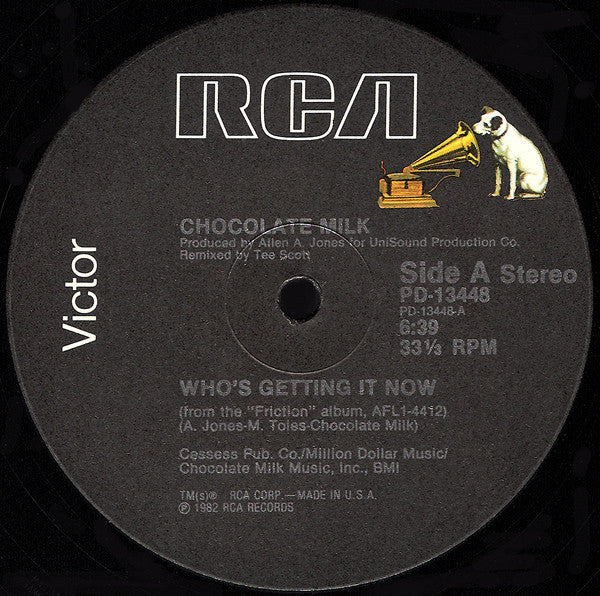 RCA
Victor
CHOCOLATE MILK
Produced by Allen A. Jones for UniSound Production Co.
Remixed by Tee Scott
Side A Stereo
PD-13448
PD-13448-A
6:39
33⅓ RPM
WHO'S GETTING IT NOW
(from the "Friction" album, AFL1-4412)
(A. Jones-M. Toles-Chocolate Milk)
Cessess Pub. Co./Million Dollar Music/
Chocolate Milk Music, Inc., BMI
TM(s)® RCA CORP.—MADE IN U.S.A.
℗ 1982 RCA RECORDS